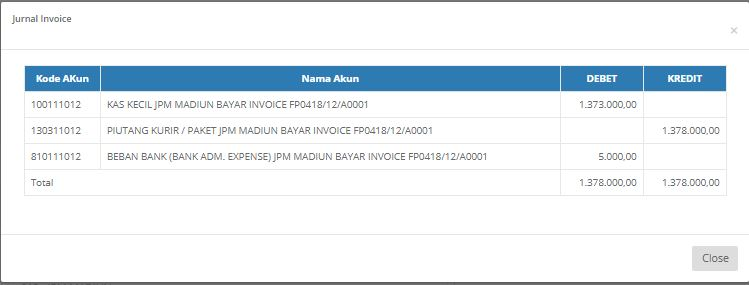 Jurnal Invoice
×
Kode AKun Nama Akun DEBET KREDIT
100111012 KAS KECIL JPM MADIUN BAYAR INVOICE FP0418/12/A0001 1.373.000,00
130311012 PIUTANG KURIR / PAKET JPM MADIUN BAYAR INVOICE FP0418/12/A0001 1.378.000,00
810111012 BEBAN BANK (BANK ADM. EXPENSE) JPM MADIUN BAYAR INVOICE FP0418/12/A0001 5.000,00
Total 1.378.000,00 1.378.000,00
Close